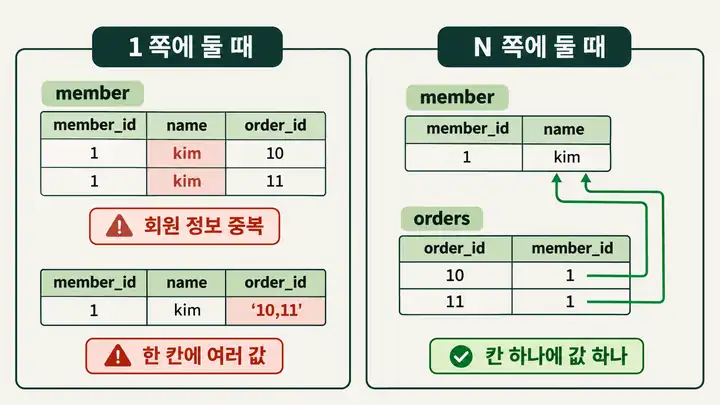 1 쪽에 둘 때
member
member_id name order_id
1 kim 10
1 kim 11
회원 정보 중복
member_id name order_id
1 kim ‘10,11’
한 칸에 여러 값
N 쪽에 둘 때
member
member_id name
1 kim
orders
order_id member_id
10 1
11 1
칸 하나에 값 하나